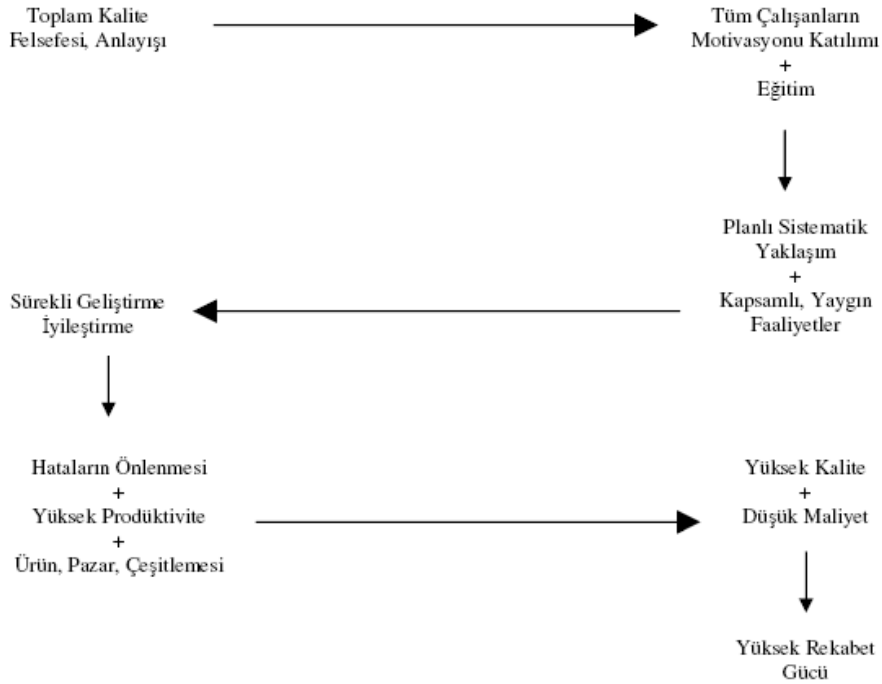 Toplam Kalite
Felsefesi, Anlayışı
Tüm Çalışanların
Motivasyonu Katılımı
+
Eğitim
Planlı Sistematik
Yaklaşım
+
Kapsamlı, Yaygın
Faaliyetler
Sürekli Geliştirme
İyileştirme
Hataların Önlenmesi
+
Yüksek Prodüktivite
+
Ürün, Pazar, Çeşitlemesi
Yüksek Kalite
+
Düşük Maliyet
Yüksek Rekabet
Gücü